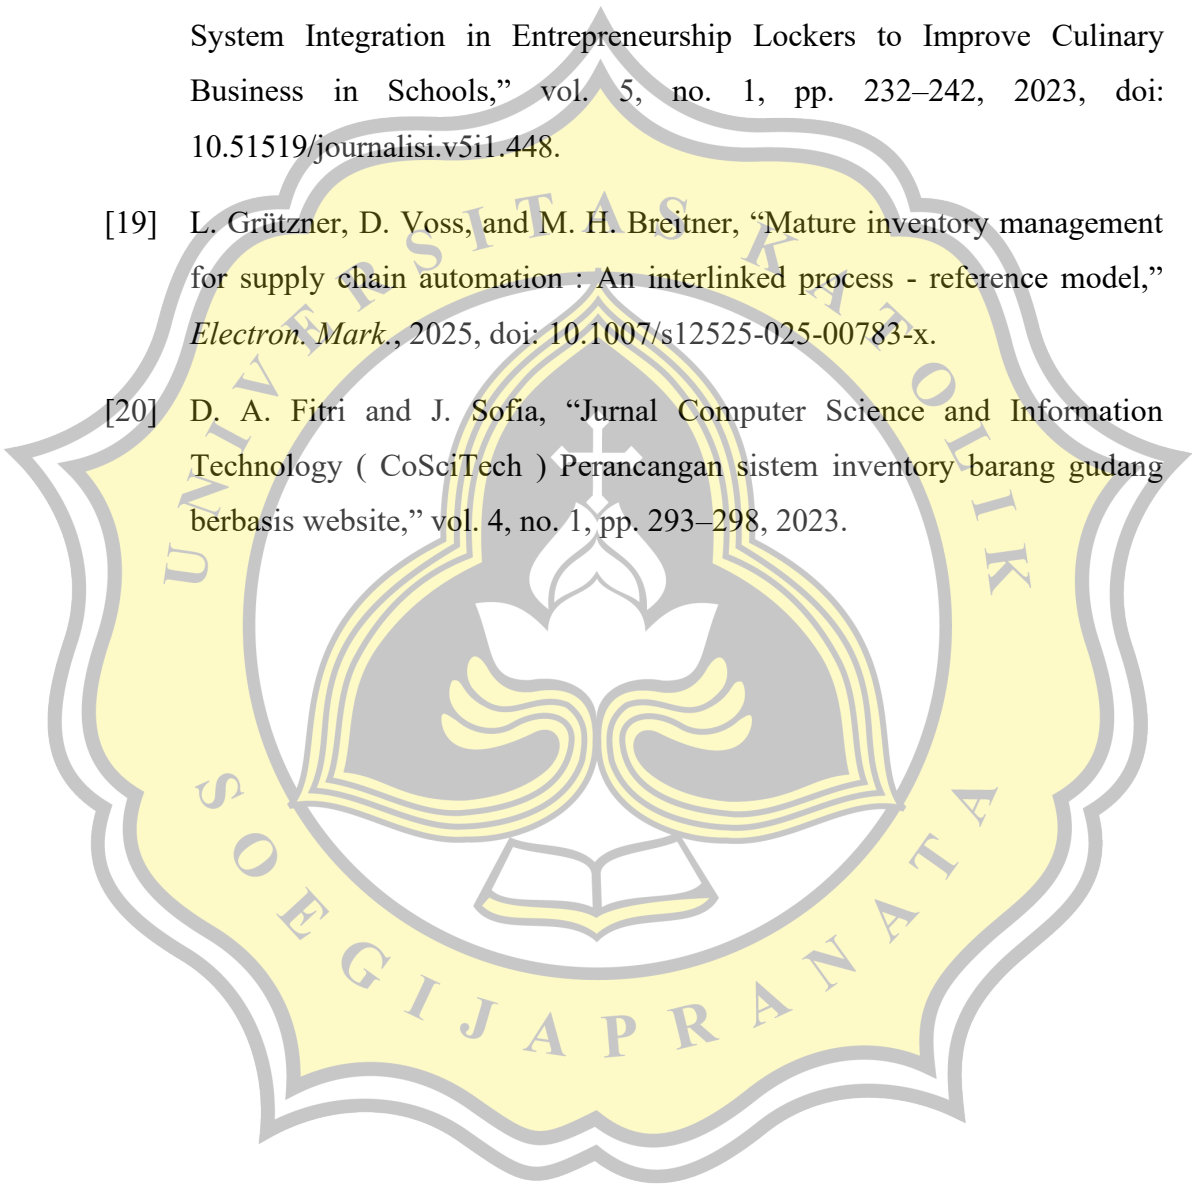 System Integration in Entrepreneurship Lockers to Improve Culinary
Business in Schools,” vol. 5, no. 1, pp. 232–242, 2023, doi:
10.51519/journalisi.v5i1.448.
[19] L. Grützner, D. Voss, and M. H. Breitner, “Mature inventory management
for supply chain automation : An interlinked process - reference model,”
Electron. Mark., 2025, doi: 10.1007/s12525-025-00783-x.
[20] D. A. Fitri and J. Sofia, “Jurnal Computer Science and Information
Technology ( CoSciTech ) Perancangan sistem inventory barang gudang
berbasis website,” vol. 4, no. 1, pp. 293–298, 2023.
UNIVERSITAS KATOLIK
SOEGIJAPRANATA